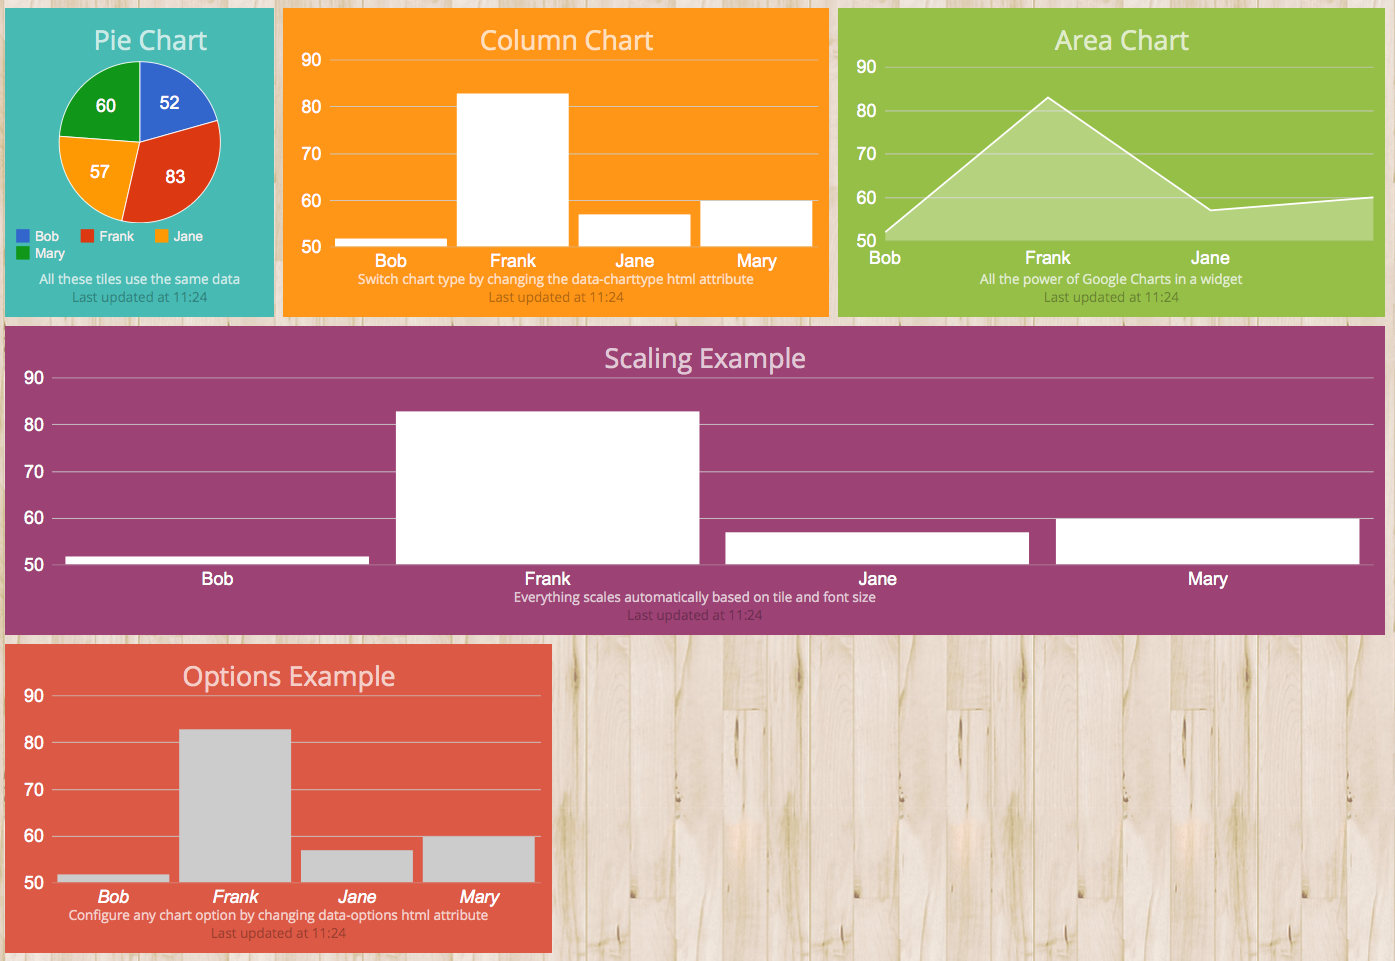 Pie Chart
60
52
57
83
Bob
Frank
Jane
Mary
All these tiles use the same data
Last updated at 11:24
Column Chart
90
80
70
60
50
Bob
Frank
Jane
Mary
Switch chart type by changing the data-charttype html attribute
Last updated at 11:24
Area Chart
90
80
70
60
50
Bob
Frank
Jane
All the power of Google Charts in a widget
Last updated at 11:24
Scaling Example
90
80
70
60
50
Bob
Frank
Jane
Mary
Everything scales automatically based on tile and font size
Last updated at 11:24
Options Example
90
80
70
60
50
Bob
Frank
Jane
Mary
Configure any chart option by changing data-options html attribute
Last updated at 11:24